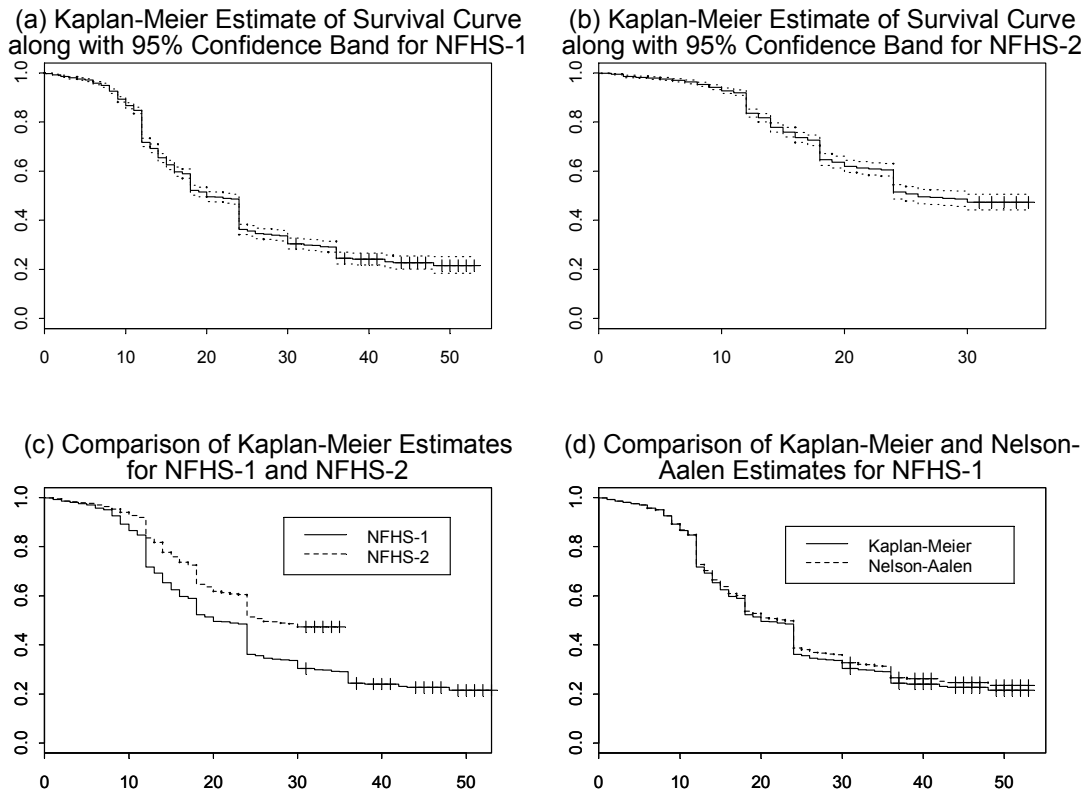 (a) Kaplan-Meier Estimate of Survival Curve
along with 95% Confidence Band for NFHS-1
1.0
0.8
0.6
0.4
0.2
0.0
0 10 20 30 40 50
(b) Kaplan-Meier Estimate of Survival Curve
along with 95% Confidence Band for NFHS-2
1.0
0.8
0.6
0.4
0.2
0.0
0 10 20 30
(c) Comparison of Kaplan-Meier Estimates
for NFHS-1 and NFHS-2
1.0
0.8
0.6
0.4
0.2
0.0
NFHS-1
NFHS-2
0 10 20 30 40 50
(d) Comparison of Kaplan-Meier and Nelson-
Aalen Estimates for NFHS-1
1.0
0.8
0.6
0.4
0.2
0.0
Kaplan-Meier
Nelson-Aalen
0 10 20 30 40 50